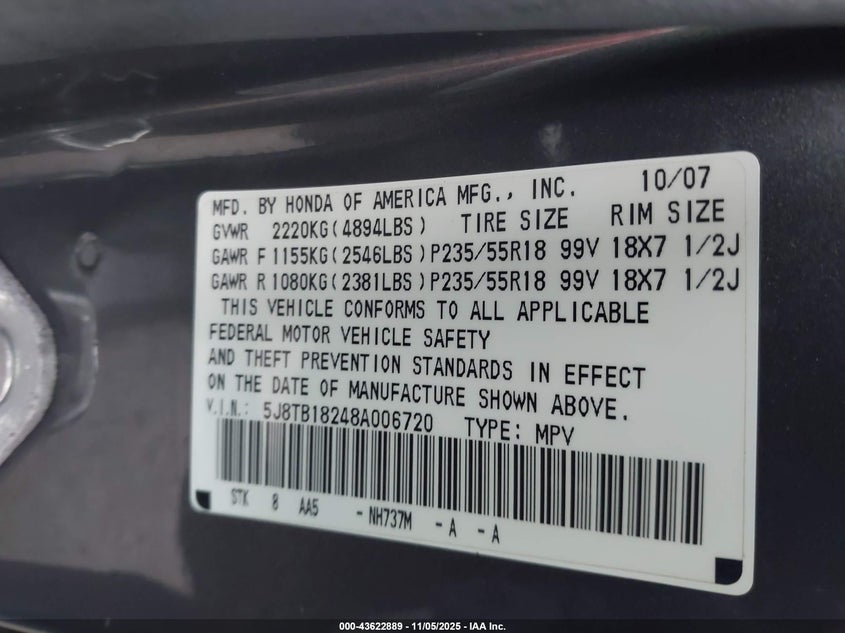 MFD. BY HONDA OF AMERICA MFG., INC. 10/07
GVWR 2220KG(4894LBS) TIRE SIZE RIM SIZE
GAWR F 1155KG(2546LBS)P235/55R18 99V 18X7 1/2J
GAWR R 1080KG(2381LBS)P235/55R18 99V 18X7 1/2J
THIS VEHICLE CONFORMS TO ALL APPLICABLE
FEDERAL MOTOR VEHICLE SAFETY
AND THEFT PREVENTION STANDARDS IN EFFECT
ON THE DATE OF MANUFACTURE SHOWN ABOVE.
V.I.N.: 5J8TB18248A006720 TYPE: MPV
STK 8 AA5 - NH737M - A - A
000-43622889 - 11/05/2025 - IAA Inc.